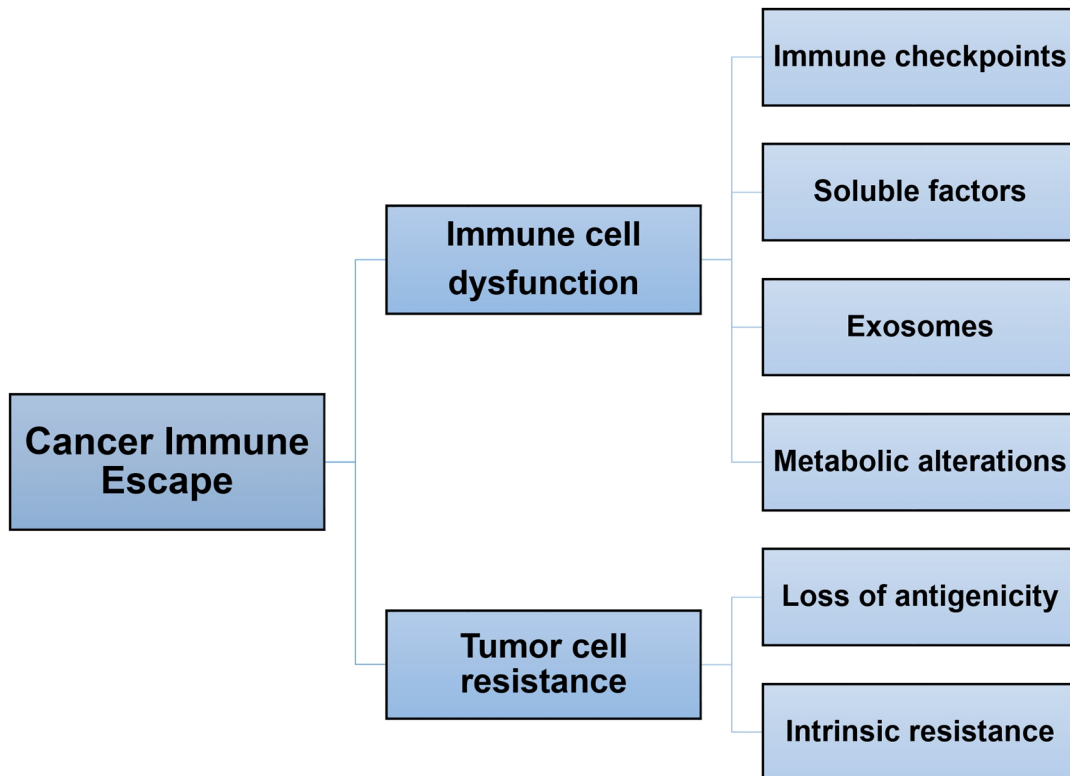 Immune checkpoints
Soluble factors
Immune cell
dysfunction
Exosomes
Cancer Immune
Escape
Metabolic alterations
Loss of antigenicity
Tumor cell
resistance
Intrinsic resistance